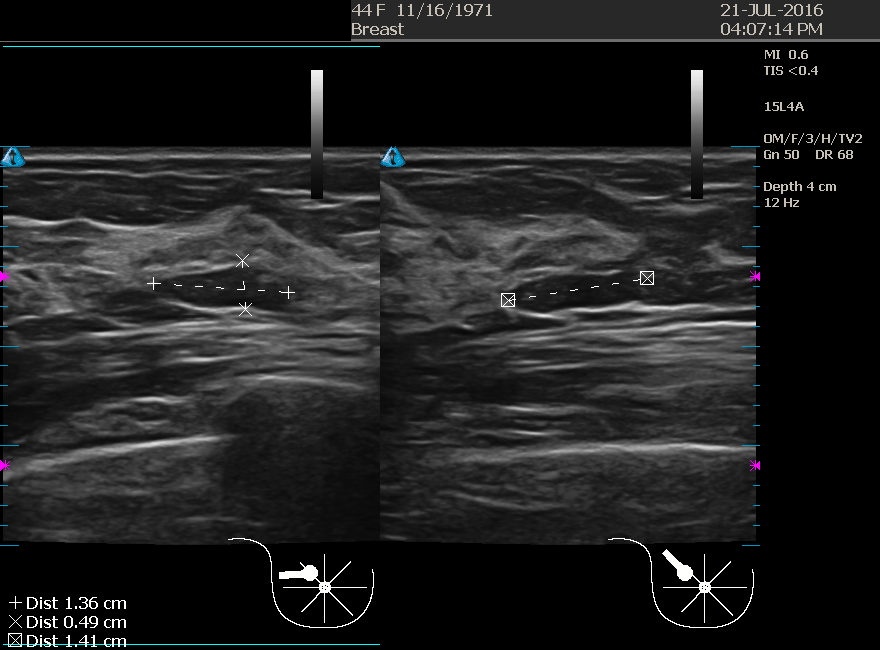 44 F 11/16/1971
21-JUL-2016
Breast
04:07:14 PM
MI 0.6
TIS <0.4
15L4A
OM/F/3/H/TV2
Gn 50 DR 68
Depth 4 cm
12 Hz
Dist 1.36 cm
Dist 0.49 cm
Dist 1.41 cm